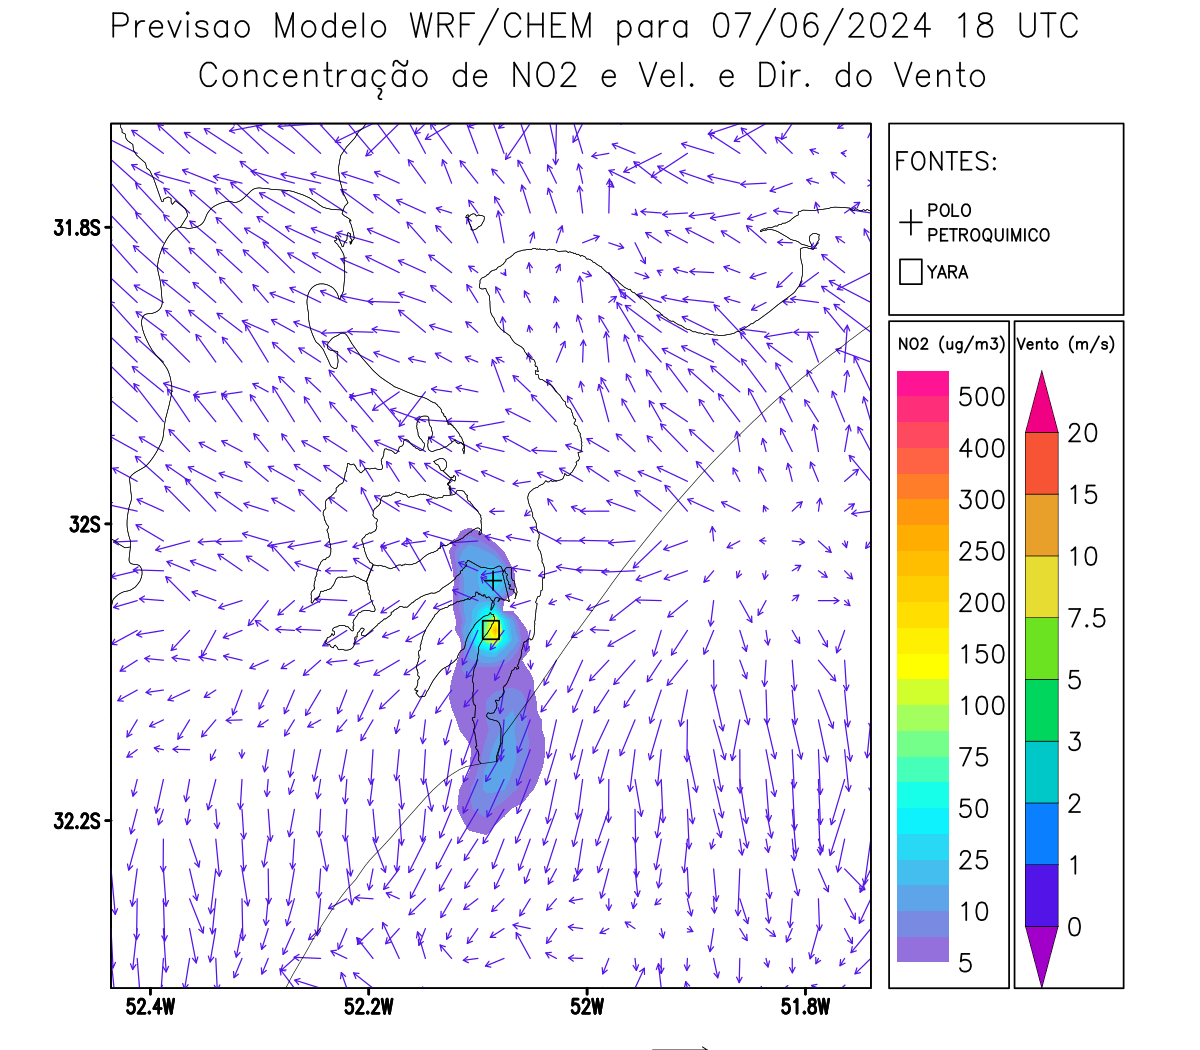 Previsao Modelo WRF/CHEM para 07/06/2024 18 UTC
Concentração de NO2 e Vel. e Dir. do Vento
FONTES:
POLO
PETROQUIMICO
YARA
NO2 (ug/m3)
500
400
300
250
200
150
100
75
50
25
10
5
Vento (m/s)
20
15
10
7.5
5
3
2
1
0
31.8S
32S
32.2S
52.4W
52.2W
52W
51.8W